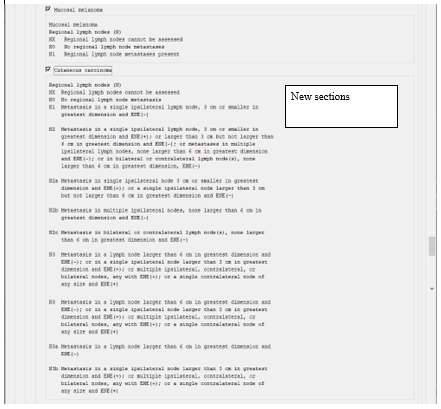 Mucosal melanoma
Mucosal melanoma
Regional lymph nodes (N)
NX Regional lymph nodes cannot be assessed
N0 No regional lymph node metastases
N1 Regional lymph node metastases present
Cutaneous carcinoma
Regional lymph nodes (N)
NX Regional lymph nodes cannot be assessed
N0 No regional lymph node metastasis
N1 Metastasis in a single ipsilateral lymph node, 3 cm or smaller in
greatest dimension and ENE(-)
New sections
N2 Metastasis in a single ipsilateral lymph node, 3 cm or smaller in
greatest dimension and ENE(+); or larger than 3 cm but not larger than
6 cm in greatest dimension and ENE(-); or metastases in multiple
ipsilateral lymph nodes, none larger than 6 cm in greatest dimension
and ENE(-); or in bilateral or contralateral lymph node(s), none
larger than 6 cm in greatest dimension, ENE(-)
N2a Metastasis in single ipsilateral node 3 cm or smaller in greatest
dimension and ENE(+); or a single ipsilateral node larger than 3 cm
but not larger than 6 cm in greatest dimension and ENE(-)
N2b Metastasis in multiple ipsilateral nodes, none larger than 6 cm in
greatest dimension and ENE(-)
N2c Metastasis in bilateral or contralateral lymph node(s), none larger
than 6 cm in greatest dimension and ENE(-)
N3 Metastasis in a lymph node larger than 6 cm in greatest dimension and
ENE(-); or in a single ipsilateral node larger than 3 cm in greatest
dimension and ENE(+); or multiple ipsilateral, contralateral, or
bilateral nodes, any with ENE(+); or a single contralateral node of
any size and ENE(+)
N3 Metastasis in a lymph node larger than 6 cm in greatest dimension and
ENE(-); or in a single ipsilateral node larger than 3 cm in greatest
dimension and ENE(+); or multiple ipsilateral, contralateral, or
bilateral nodes, any with ENE(+); or a single contralateral node of
any size and ENE(+)
N3a Metastasis in a lymph node larger than 6 cm in greatest dimension and
ENE(-)
N3b Metastasis in a single ipsilateral node larger than 3 cm in greatest
dimension and ENE(+); or multiple ipsilateral, contralateral, or
bilateral nodes, any with ENE(+); or a single contralateral node of
any size and ENE(+)